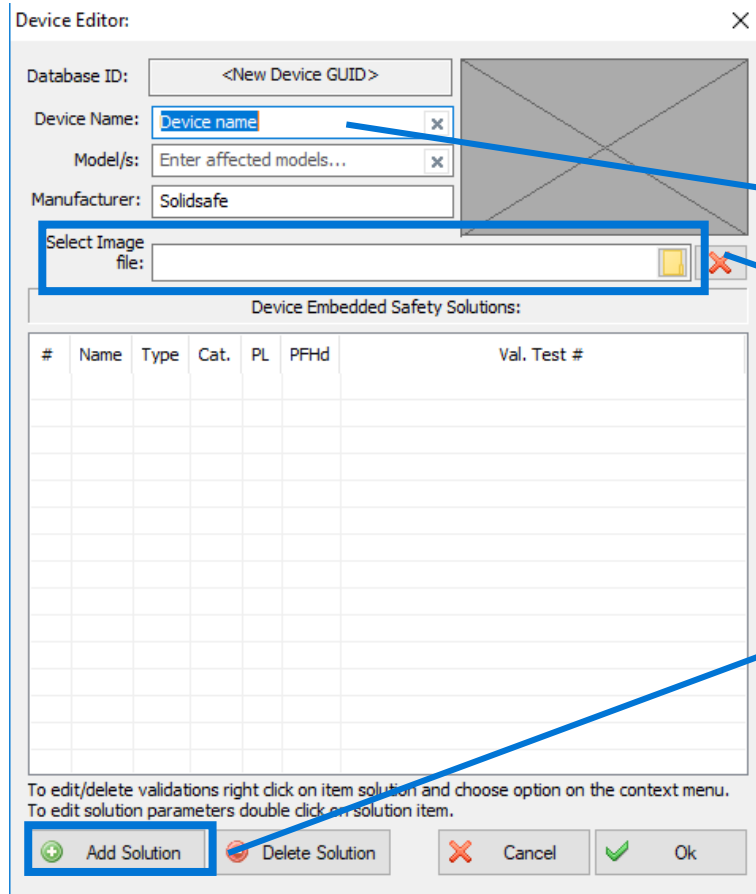 Device Editor:
Database ID: <New Device GUID>
Device Name: Device name
Model/s: Enter affected models...
Manufacturer: Solidsafe
Select Image
file:
Device Embedded Safety Solutions:
# Name Type Cat. PL PFHd Val. Test #
To edit/delete validations right click on item solution and choose option on the context menu.
To edit solution parameters double click on solution item.
Add Solution Delete Solution Cancel Ok